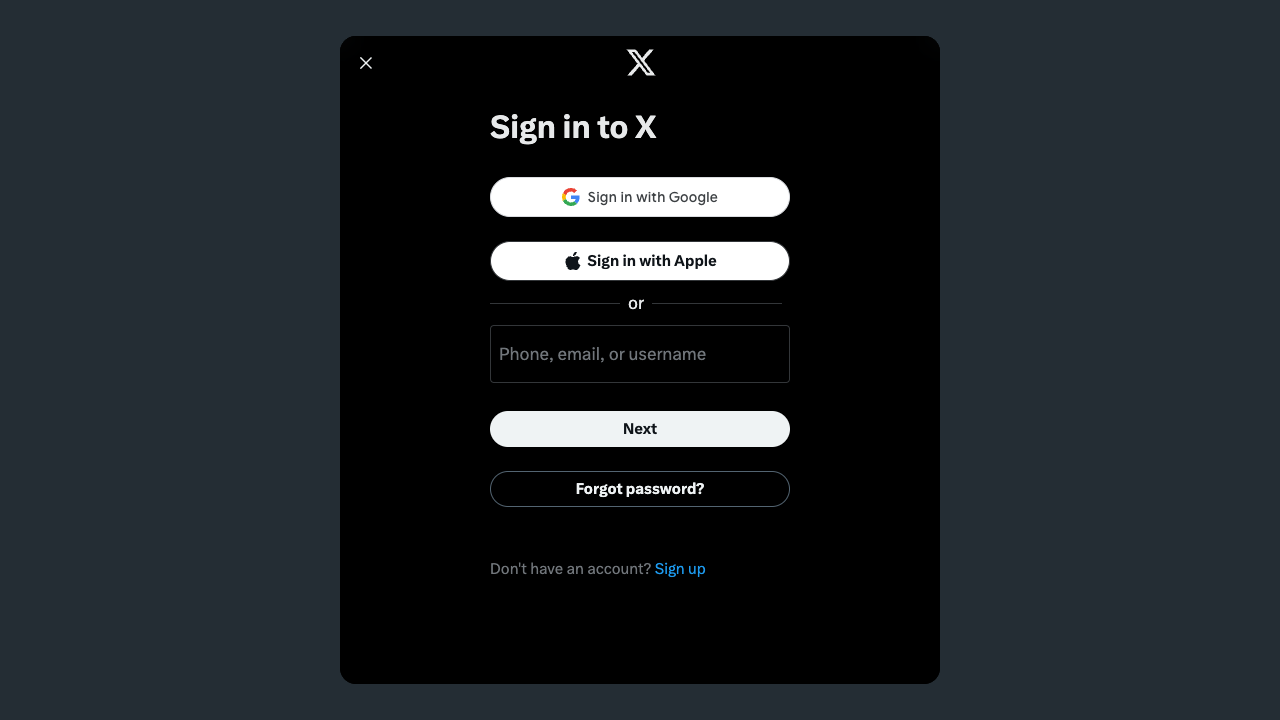 Sign in to X
Sign in with Google
Sign in with Apple
or
Phone, email, or username
Next
Forgot password?
Don't have an account? Sign up